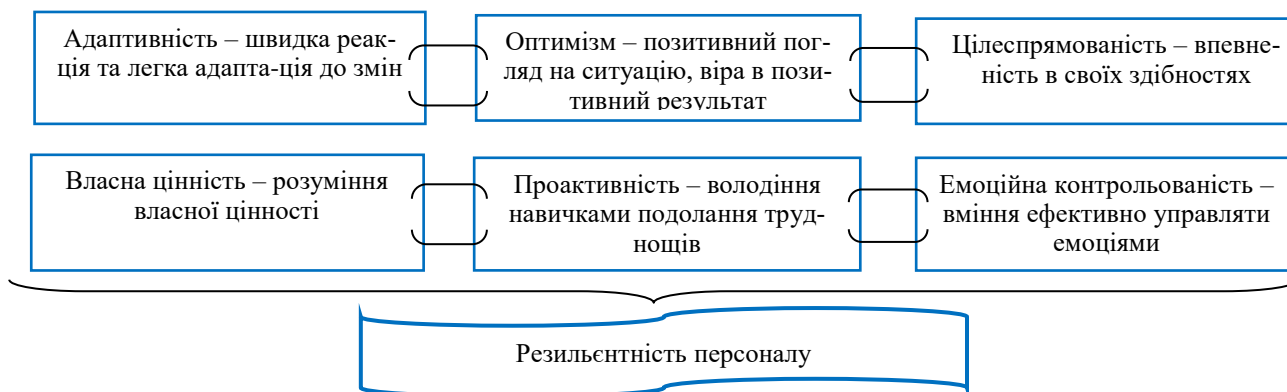 Адаптивність – швидка реак-
ція та легка адапта-ція до змін
Оптимізм – позитивний пог-
ляд на ситуацію, віра в пози-
тивний результат
Цілеспрямованість – впевне-
ність в своїх здібностях
Власна цінність – розуміння
власної цінності
Проактивність – володіння
навичками подолання труд-
нощів
Емоційна контрольованість –
вміння ефективно управляти
емоціями
Резильєнтність персоналу